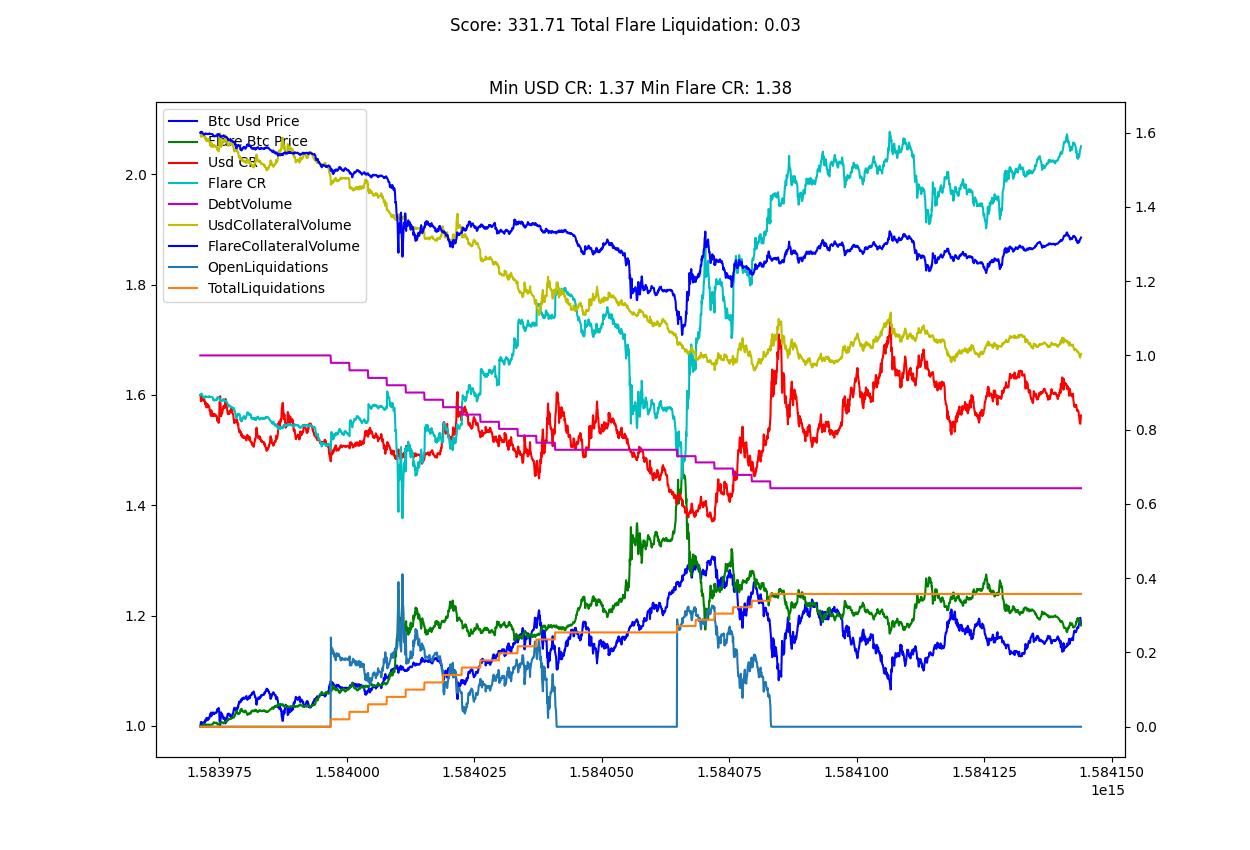 Score: 331.71 Total Flare Liquidation: 0.03
Min USD CR: 1.37 Min Flare CR: 1.38
Btc Usd Price
Flare Btc Price
Usd CR
Flare CR
DebtVolume
UsdCollateralVolume
FlareCollateralVolume
OpenLiquidations
TotalLiquidations
2.0
1.8
1.6
1.4
1.2
1.0
1.6
1.4
1.2
1.0
0.8
0.6
0.4
0.2
0.0
1.583975 1.584000 1.584025 1.584050 1.584075 1.584100 1.584125 1.584150
1e15